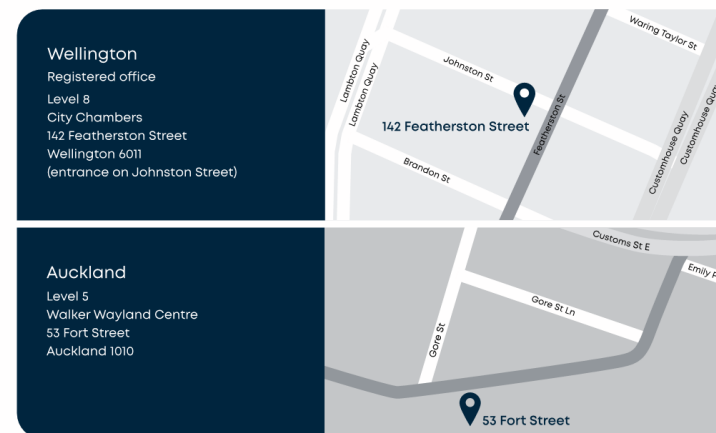 Wellington
Registered office
Level 8
City Chambers
142 Featherston Street
Wellington 6011
(entrance on Johnston Street)
Lambton Quay
Lambton Quay
Johnston St
Waring Taylor St
142 Featherston Street
Featherston St
Brandon St
Customhouse Quay
Customhouse Quay
Auckland
Level 5
Walker Wayland Centre
53 Fort Street
Auckland 1010
Customs St E
Emily P
Gore St Ln
Gore St
53 Fort Street